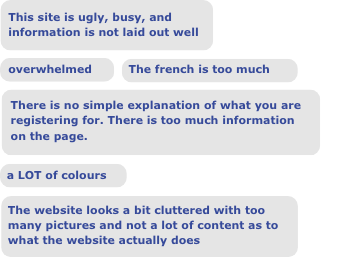 This site is ugly, busy, and
information is not laid out well
overwhelmed
The french is too much
There is no simple explanation of what you are
registering for. There is too much information
on the page.
a LOT of colours
The website looks a bit cluttered with too
many pictures and not a lot of content as to
what the website actually does